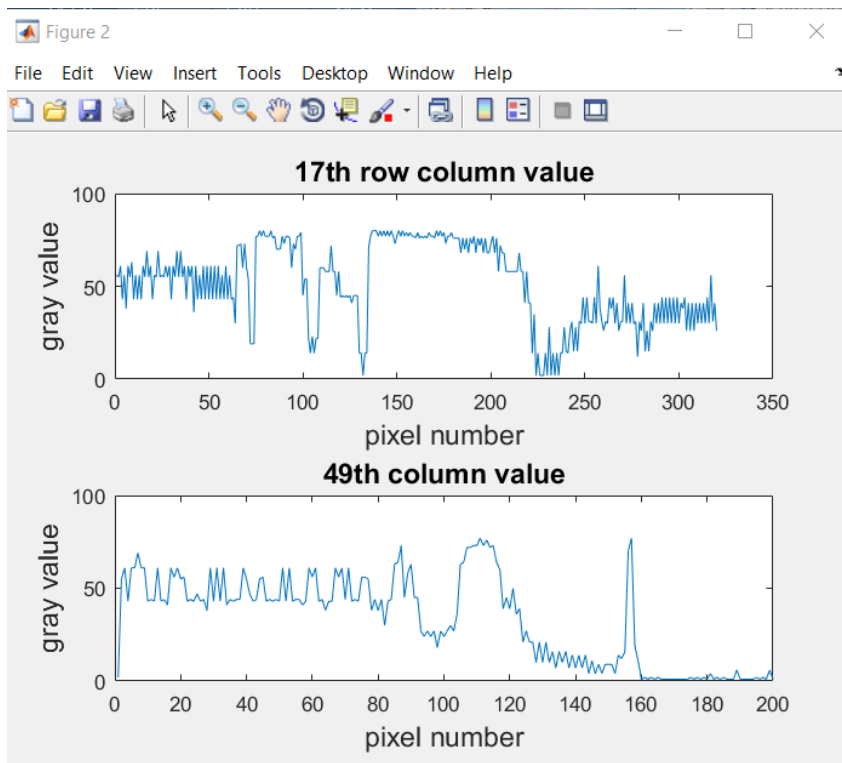 Figure 2
File Edit View Insert Tools Desktop Window Help
17th row column value
100
50
0
gray value
0 50 100 150 200 250 300 350
pixel number
49th column value
100
50
0
gray value
0 20 40 60 80 100 120 140 160 180 200
pixel number